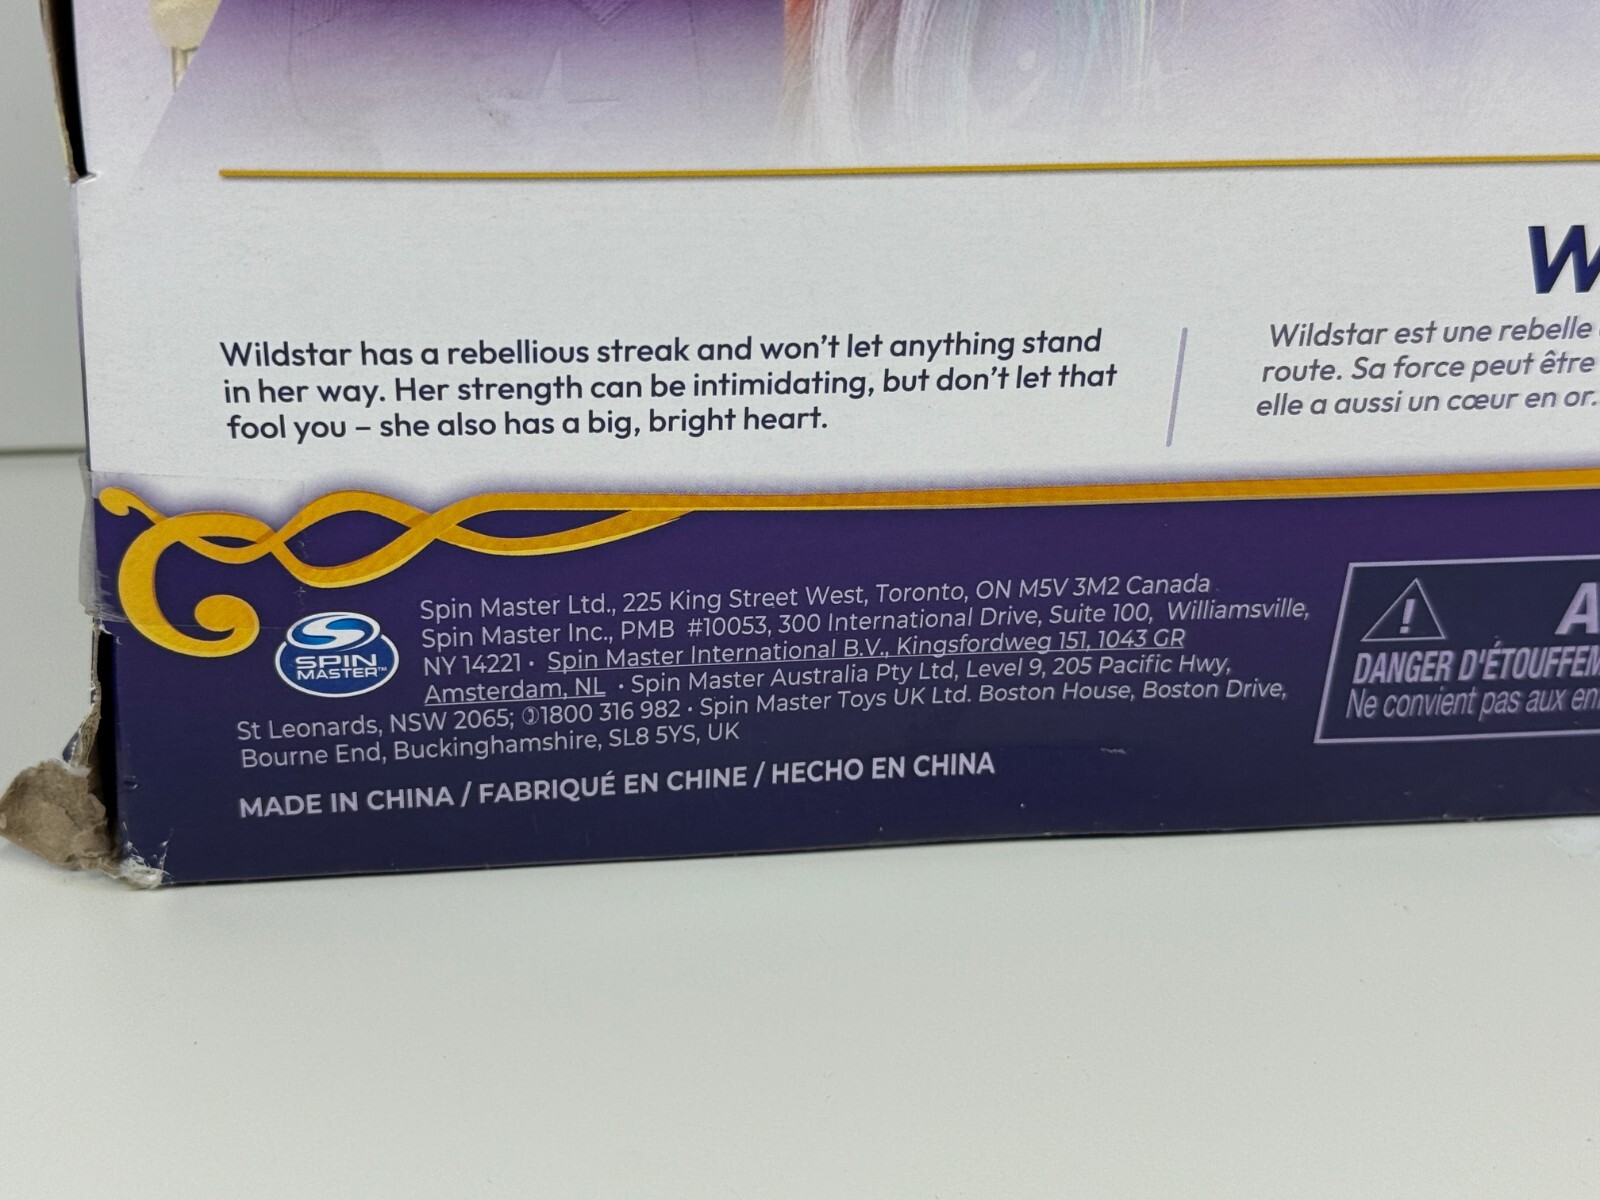 W
Wildstar has a rebellious streak and won't let anything stand
in her way. Her strength can be intimidating, but don't let that
fool you – she also has a big, bright heart.
Wildstar est une rebelle
route. Sa force peut être
elle a aussi un cœur en or.
SPIN
MASTER™
Spin Master Ltd., 225 King Street West, Toronto, ON M5V 3M2 Canada
Spin Master Inc., PMB #10053, 300 International Drive, Suite 100, Williamsville,
NY 14221 · Spin Master International B.V., Kingsfordweg 151, 1043 GR
Amsterdam, NL · Spin Master Australia Pty Ltd, Level 9, 205 Pacific Hwy,
St Leonards, NSW 2065; ✆1800 316 982 · Spin Master Toys UK Ltd. Boston House, Boston Drive,
Bourne End, Buckinghamshire, SL8 5YS, UK
MADE IN CHINA / FABRIQUÉ EN CHINE / HECHO EN CHINA
A
DANGER D'ÉTOUFFEM
Ne convient pas aux en